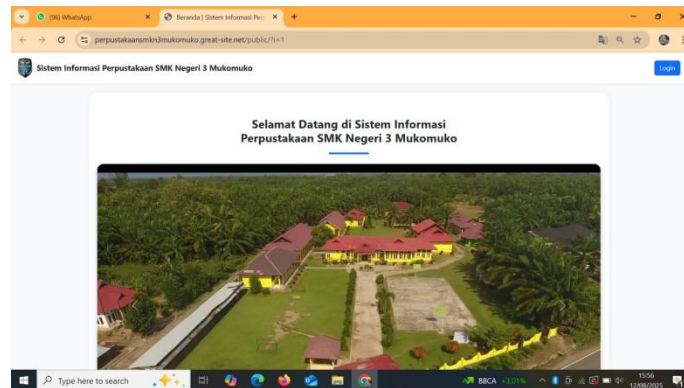 (96) WhatsApp
Beranda | Sistem Informasi Perp
perpustakaansmkn3mukomuko.great-site.net/public/?i=1
Sistem Informasi Perpustakaan SMK Negeri 3 Mukomuko
Login
Selamat Datang di Sistem Informasi
Perpustakaan SMK Negeri 3 Mukomuko
Type here to search
BBCA +3,01%
15:56
12/08/2025